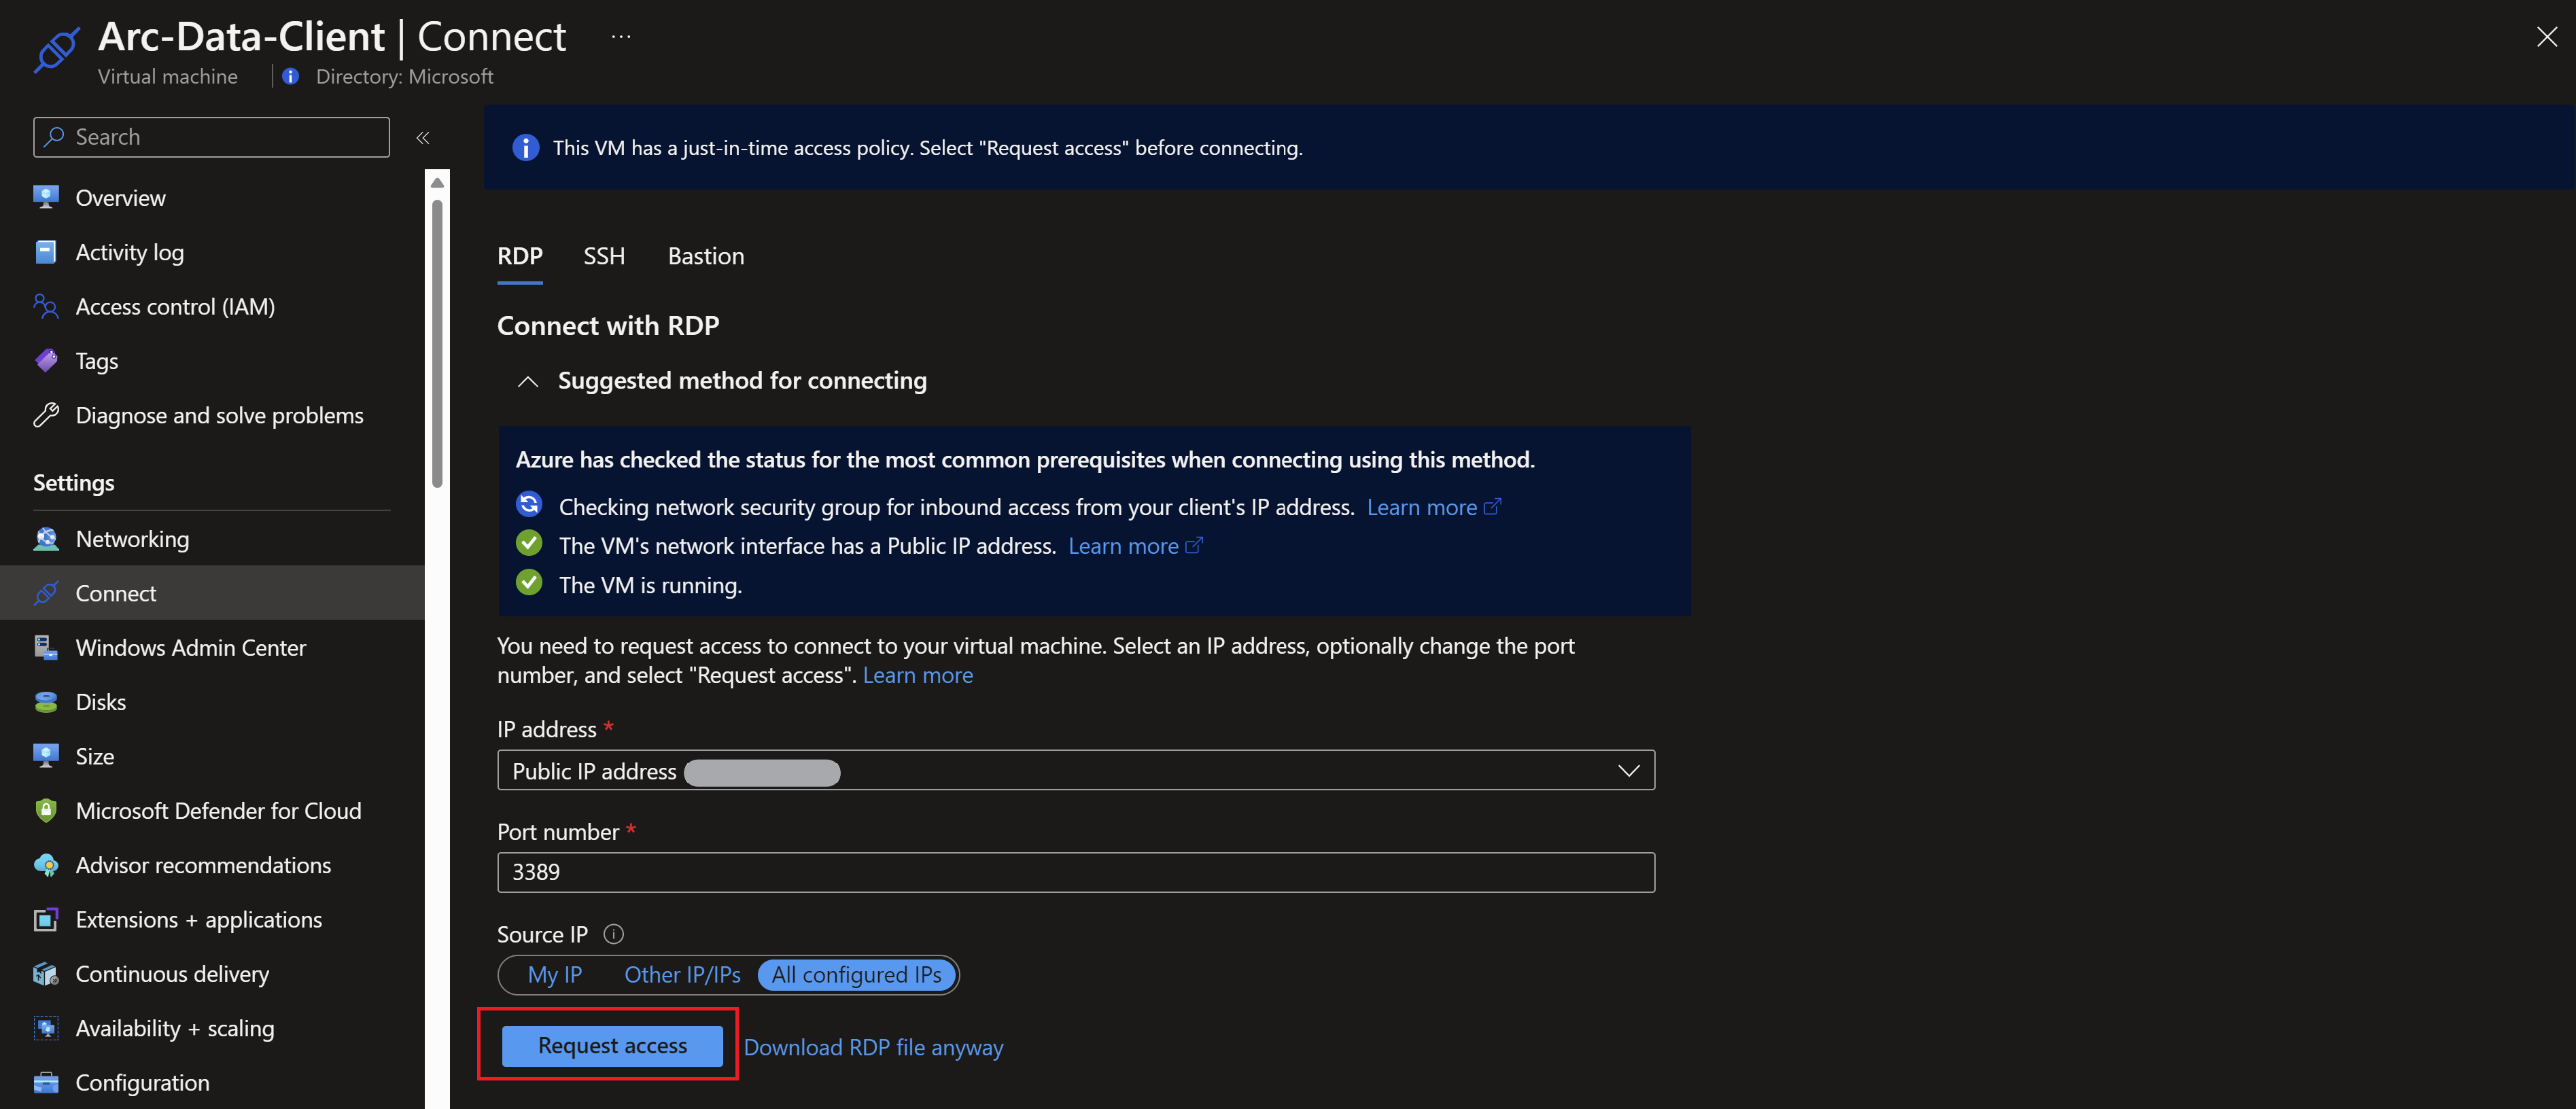 Arc-Data-Client | Connect ...
Virtual machine | Directory: Microsoft
Search
«
Overview
Activity log
Access control (IAM)
Tags
Diagnose and solve problems
Settings
Networking
Connect
Windows Admin Center
Disks
Size
Microsoft Defender for Cloud
Advisor recommendations
Extensions + applications
Continuous delivery
Availability + scaling
Configuration
This VM has a just-in-time access policy. Select "Request access" before connecting.
RDP SSH Bastion
Connect with RDP
Suggested method for connecting
Azure has checked the status for the most common prerequisites when connecting using this method.
Checking network security group for inbound access from your client's IP address. Learn more
The VM's network interface has a Public IP address. Learn more
The VM is running.
You need to request access to connect to your virtual machine. Select an IP address, optionally change the port
number, and select "Request access". Learn more
IP address *
Public IP address
Port number *
3389
Source IP
My IP Other IP/IPs All configured IPs
Request access Download RDP file anyway